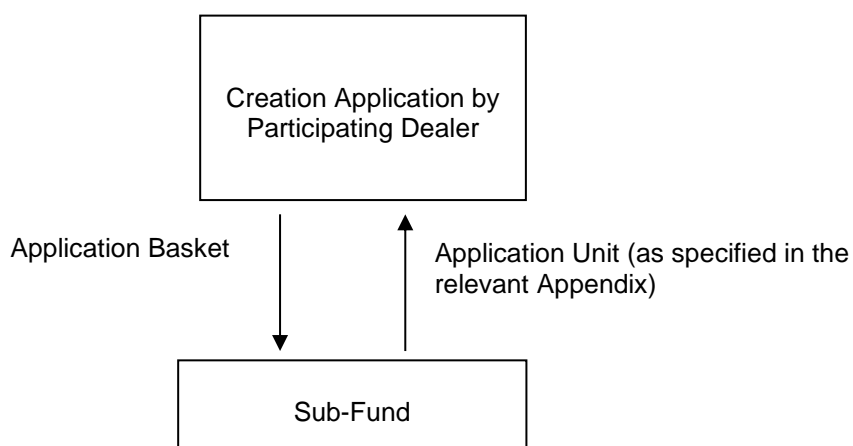 Creation Application by
Participating Dealer
Application Basket
Application Unit (as specified in the
relevant Appendix)
Sub-Fund